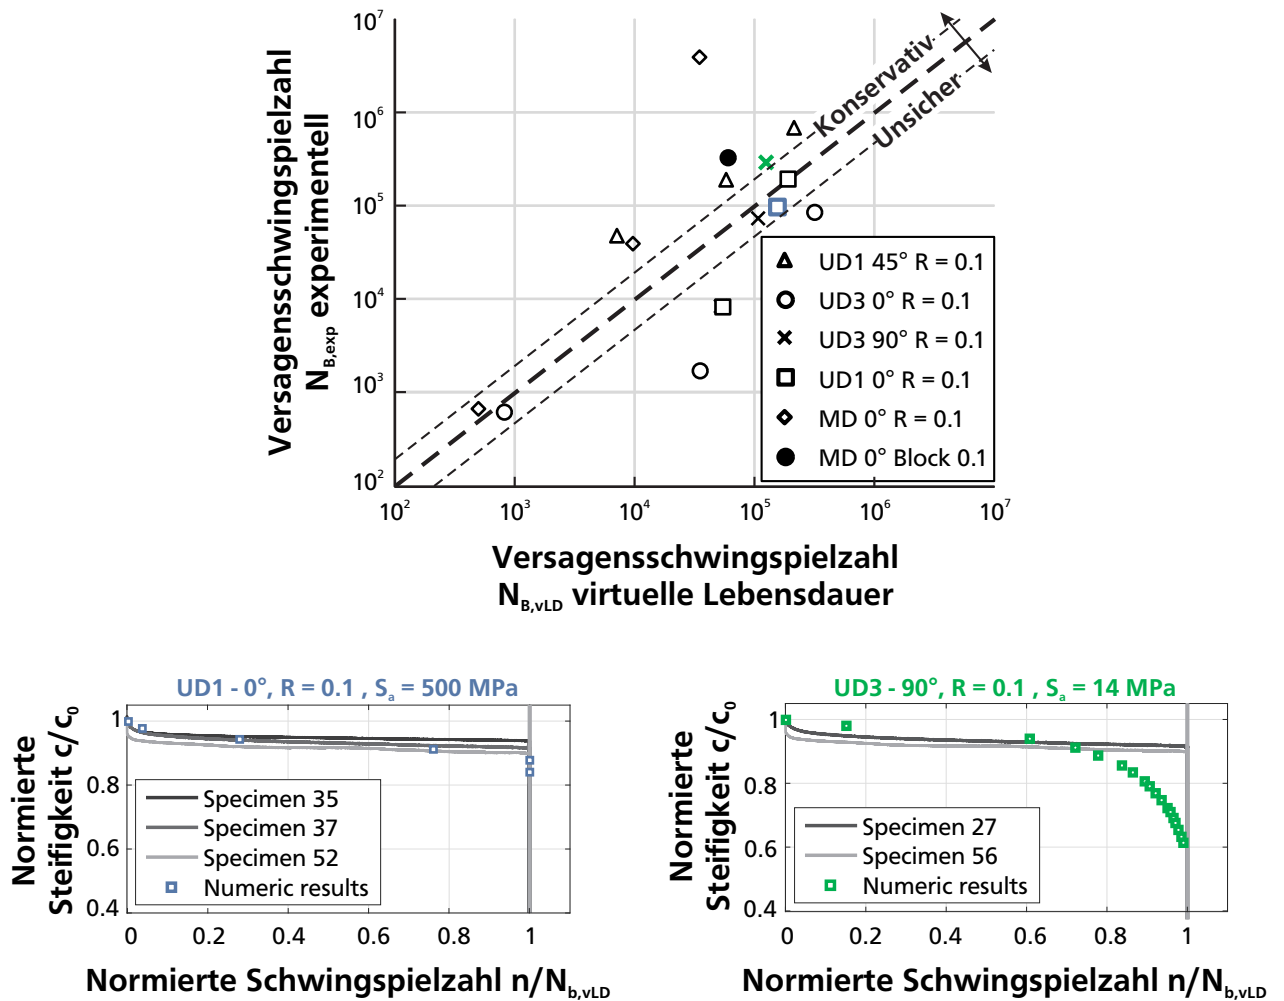 Versagensschwingspielzahl
N_B,exp experimentell
10^7
10^6
10^5
10^4
10^3
10^2
Konservativ
Unsicher
UD1 45° R = 0.1
UD3 0° R = 0.1
UD3 90° R = 0.1
UD1 0° R = 0.1
MD 0° R = 0.1
MD 0° Block 0.1
10^2 10^3 10^4 10^5 10^6 10^7
Versagensschwingspielzahl
N_B,vLD virtuelle Lebensdauer
UD1 - 0°, R = 0.1 , S_a = 500 MPa
Normierte
Steifigkeit c/c_0
1
0.8
0.6
0.4
Specimen 35
Specimen 37
Specimen 52
Numeric results
0 0.2 0.4 0.6 0.8 1
Normierte Schwingspielzahl n/N_b,vLD
UD3 - 90°, R = 0.1 , S_a = 14 MPa
Normierte
Steifigkeit c/c_0
1
0.8
0.6
0.4
Specimen 27
Specimen 56
Numeric results
0 0.2 0.4 0.6 0.8 1
Normierte Schwingspielzahl n/N_b,vLD